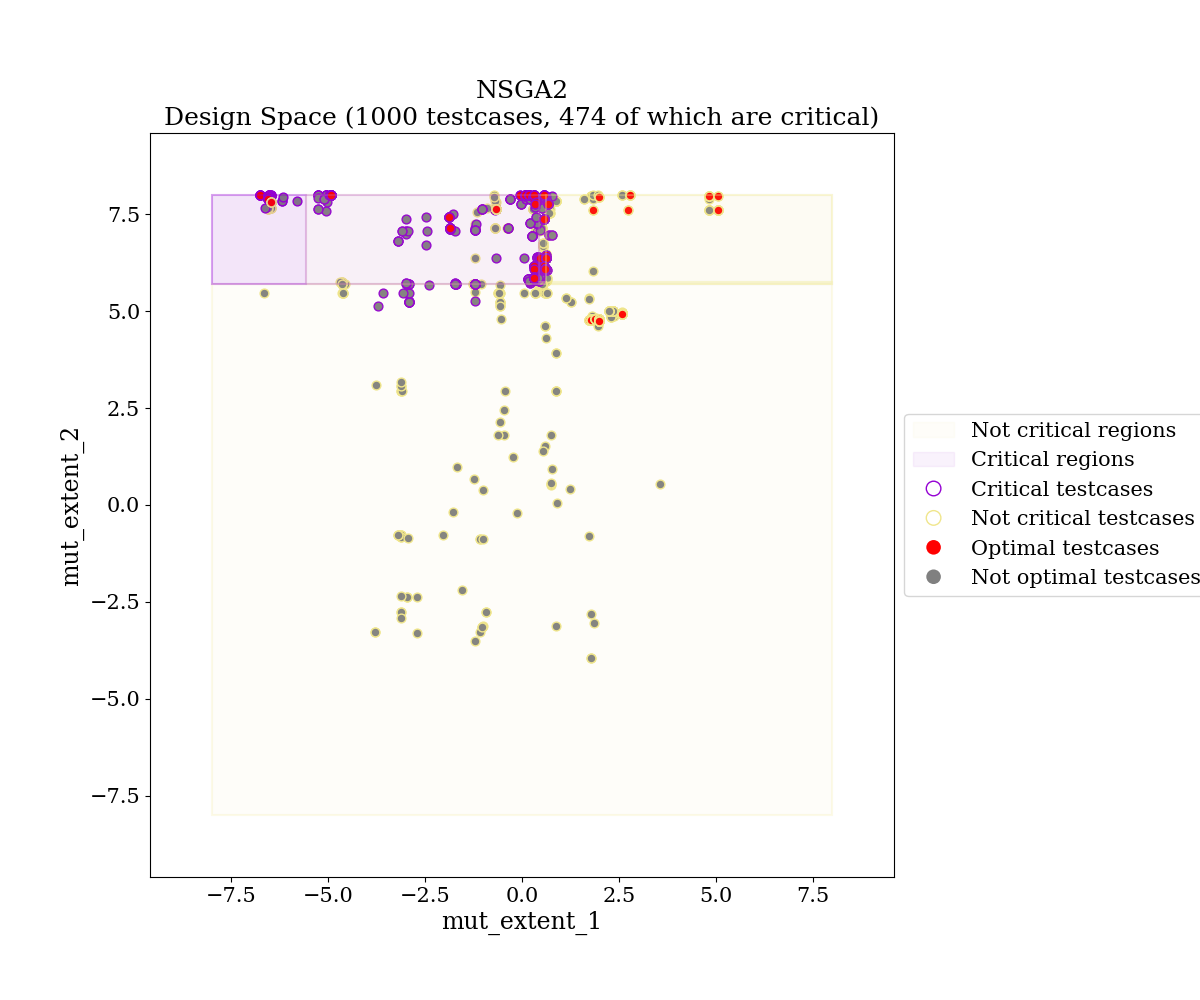 NSGA2
Design Space (1000 testcases, 474 of which are critical)
7.5
5.0
2.5
0.0
−2.5
−5.0
−7.5
mut_extent_2
−7.5 −5.0 −2.5 0.0 2.5 5.0 7.5
mut_extent_1
Not critical regions
Critical regions
Critical testcases
Not critical testcases
Optimal testcases
Not optimal testcases